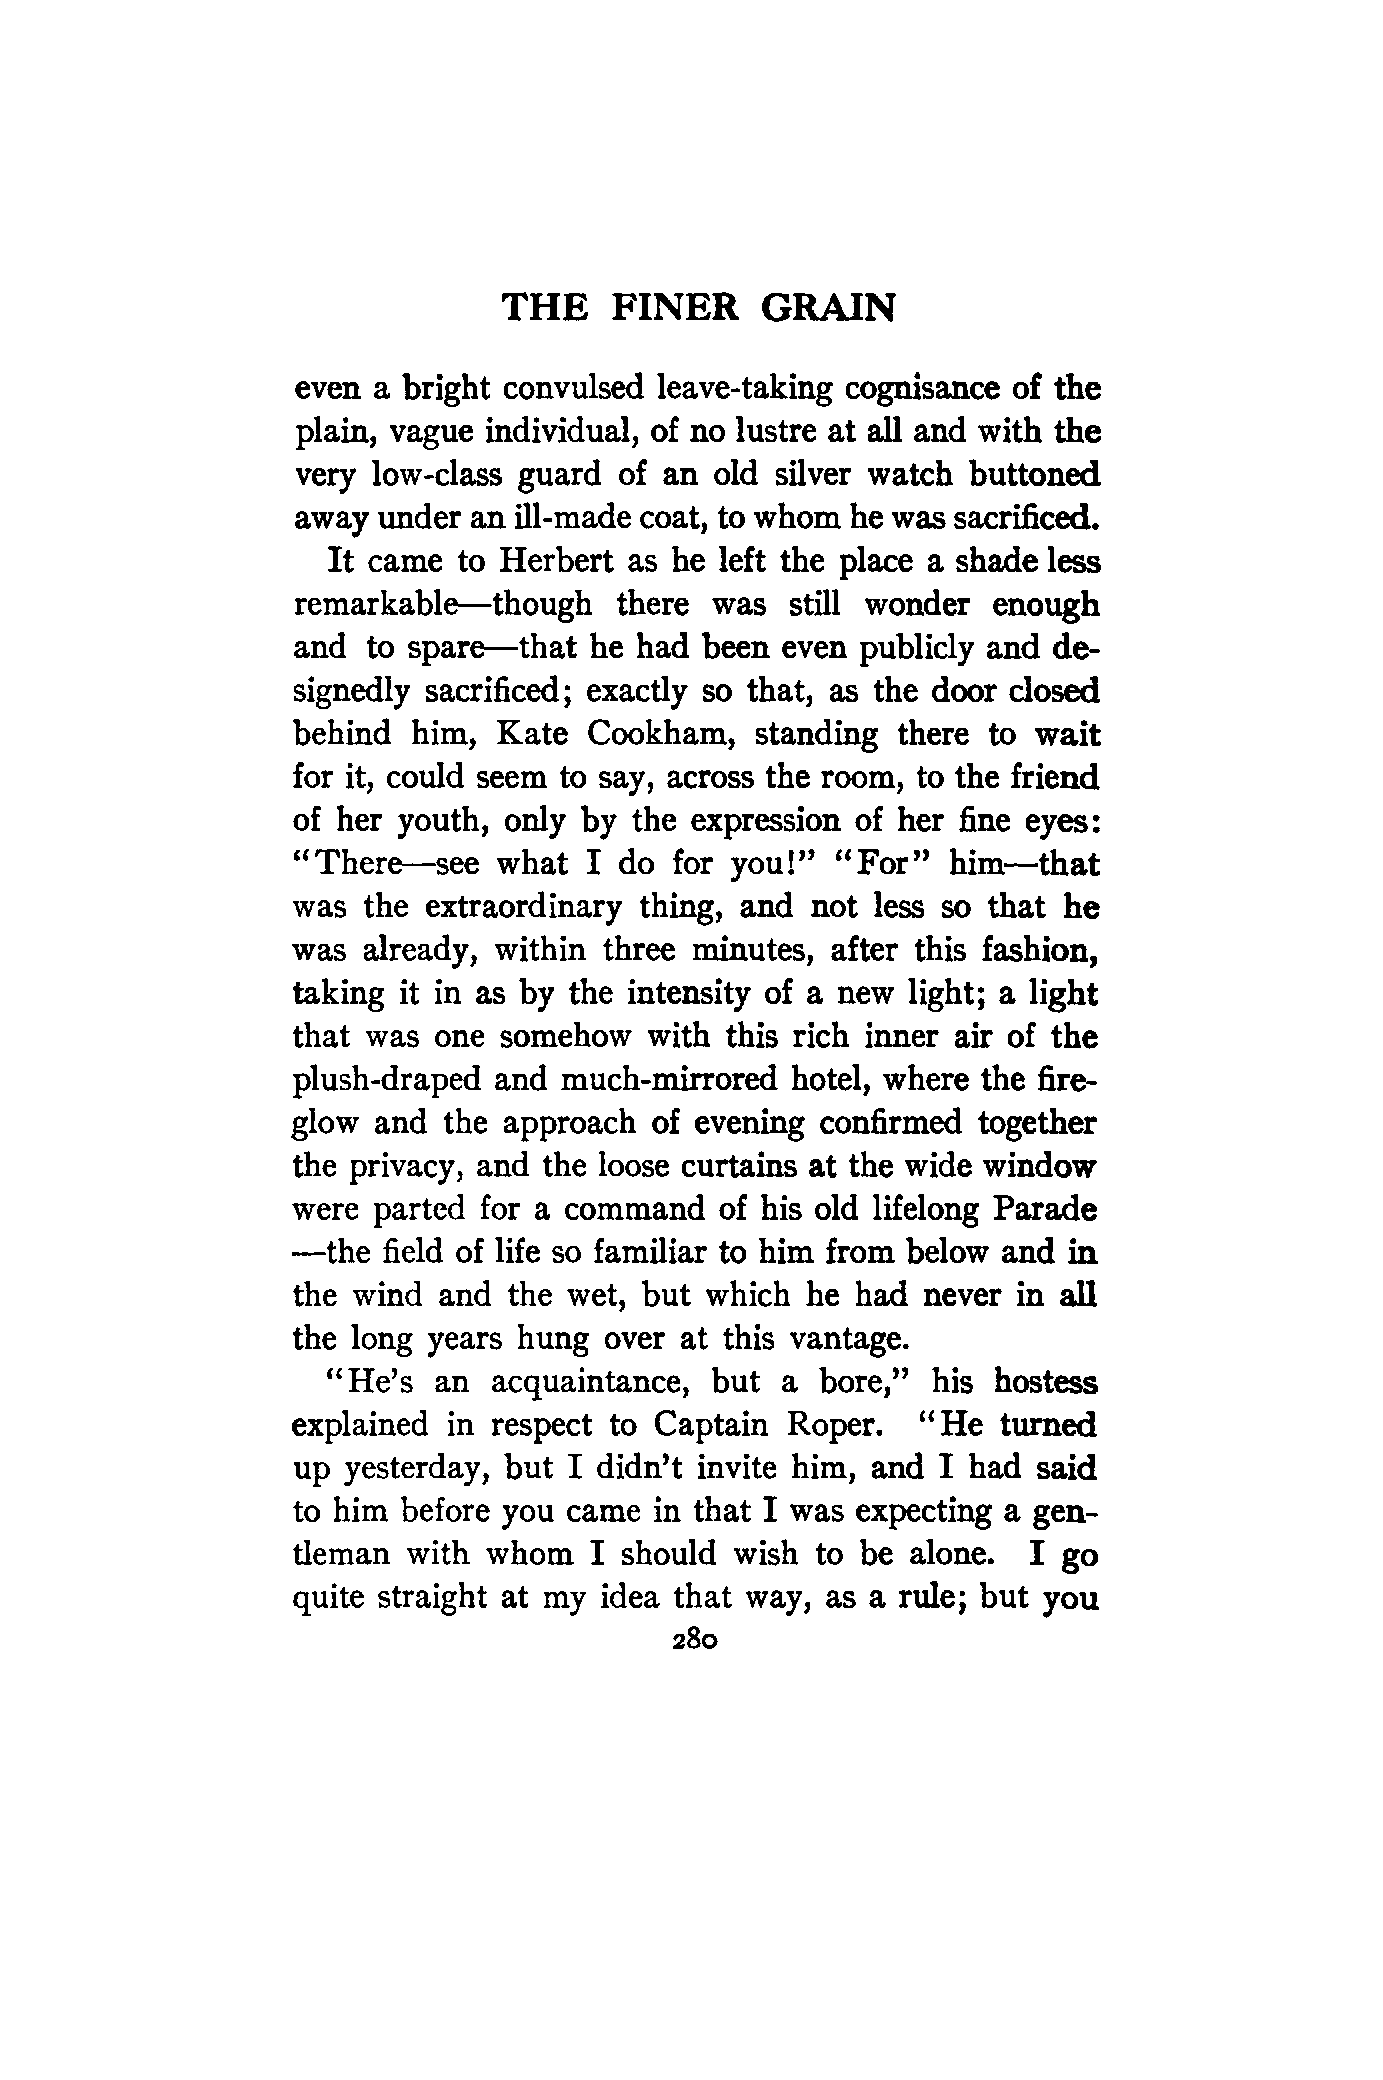 THE FINER GRAIN
even a bright convulsed leave-taking cognisance of the
plain, vague individual, of no lustre at all and with the
very low-class guard of an old silver watch buttoned
away under an ill-made coat, to whom he was sacrificed.
It came to Herbert as he left the place a shade less
remarkable—though there was still wonder enough
and to spare—that he had been even publicly and de-
signedly sacrificed; exactly so that, as the door closed
behind him, Kate Cookham, standing there to wait
for it, could seem to say, across the room, to the friend
of her youth, only by the expression of her fine eyes:
“There—see what I do for you!” “For” him—that
was the extraordinary thing, and not less so that he
was already, within three minutes, after this fashion,
taking it in as by the intensity of a new light; a light
that was one somehow with this rich inner air of the
plush-draped and much-mirrored hotel, where the fire-
glow and the approach of evening confirmed together
the privacy, and the loose curtains at the wide window
were parted for a command of his old lifelong Parade
—the field of life so familiar to him from below and in
the wind and the wet, but which he had never in all
the long years hung over at this vantage.
“He’s an acquaintance, but a bore,” his hostess
explained in respect to Captain Roper. “He turned
up yesterday, but I didn’t invite him, and I had said
to him before you came in that I was expecting a gen-
tleman with whom I should wish to be alone. I go
quite straight at my idea that way, as a rule; but you
280